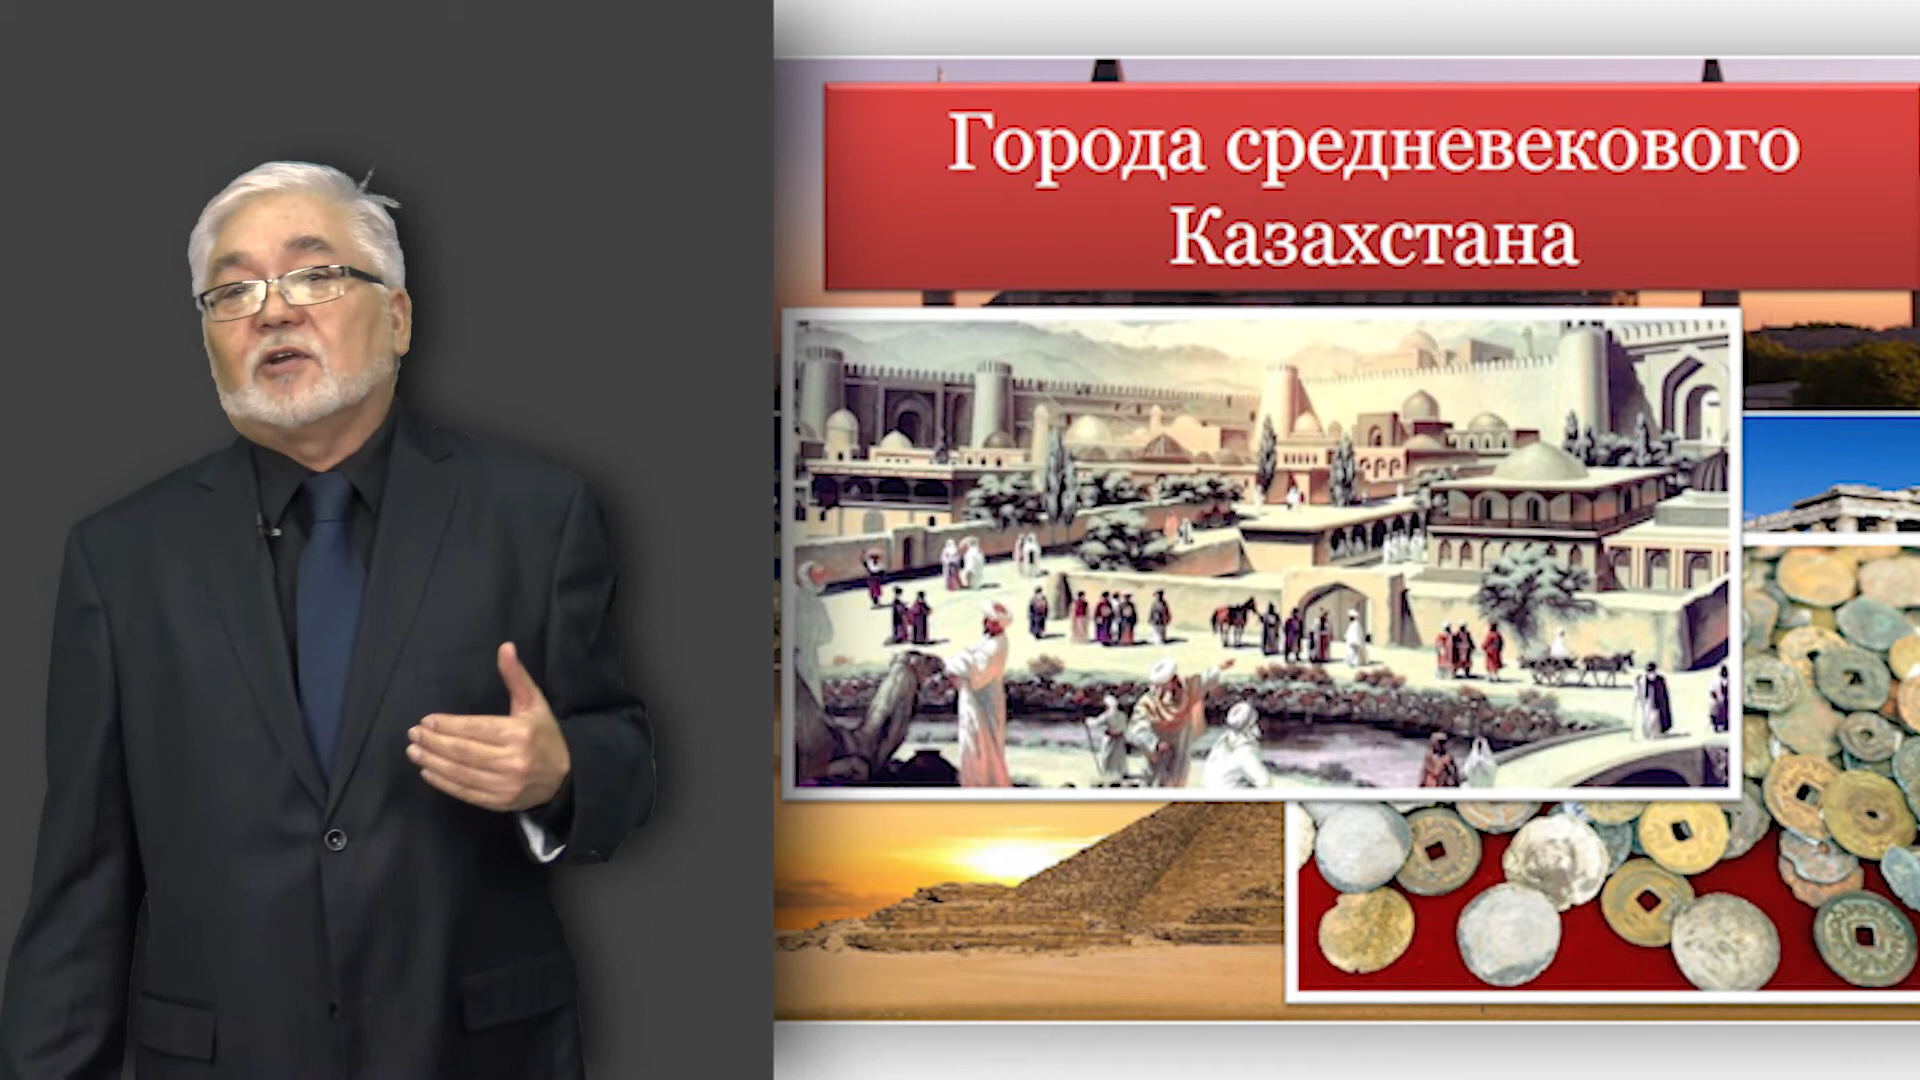 Города средневекового
Казахстана